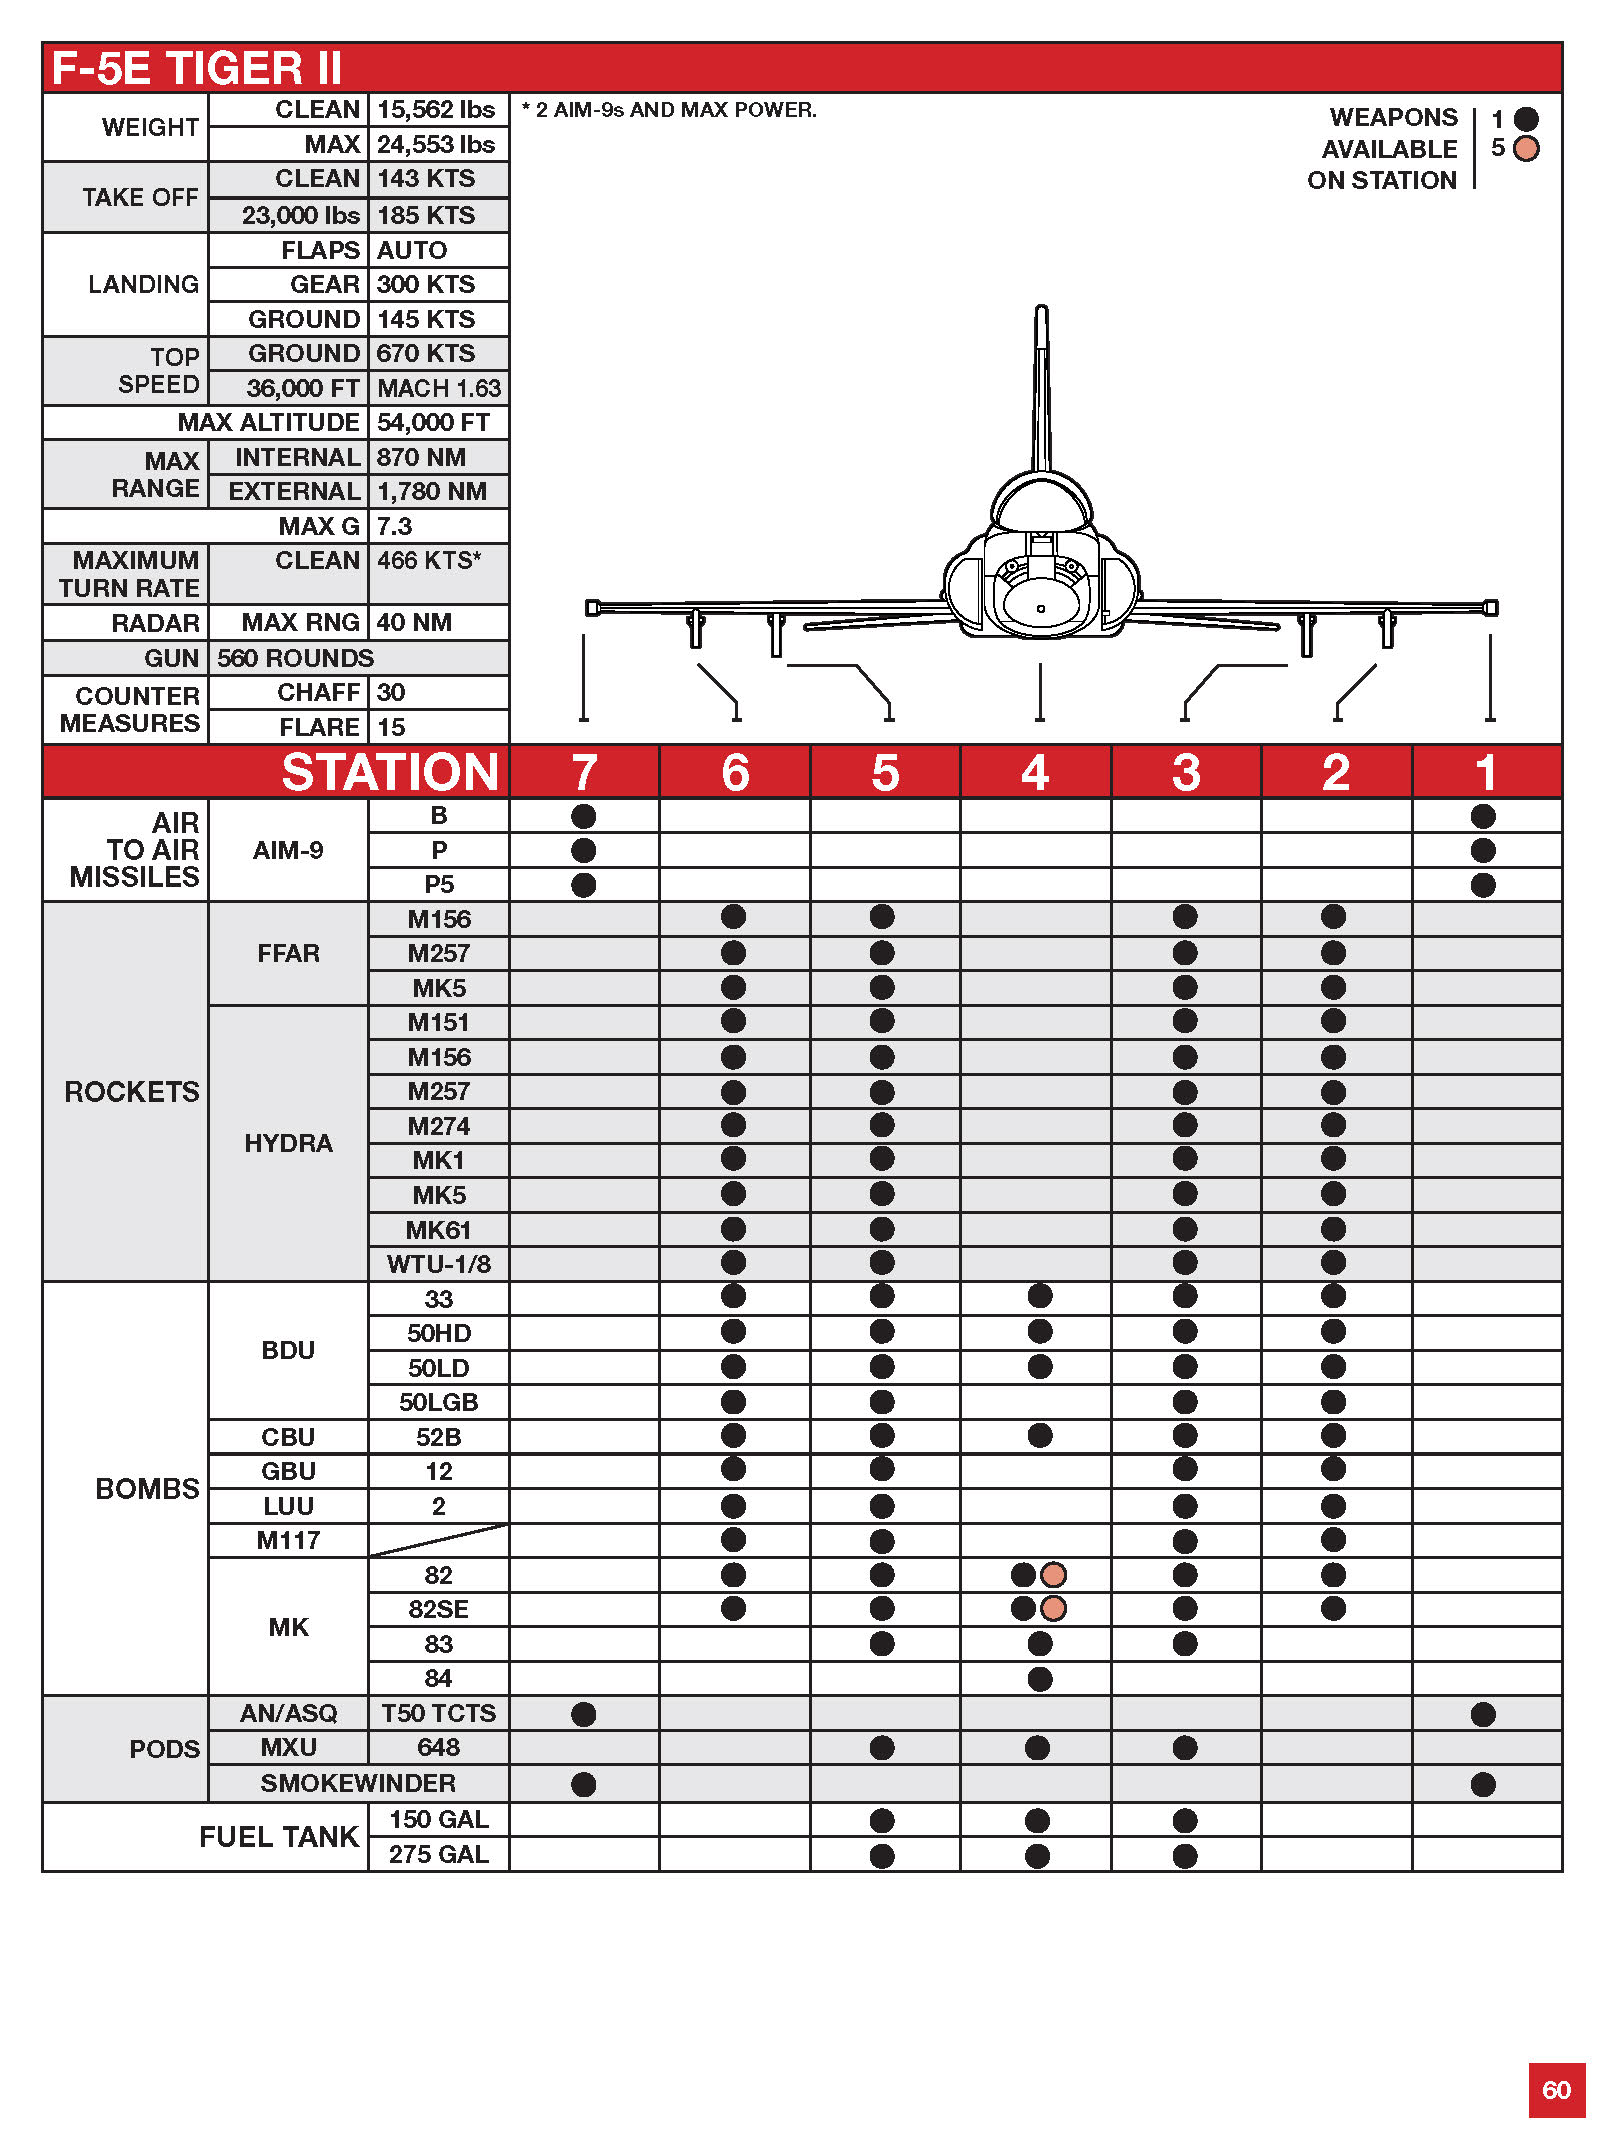 F-5E TIGER II
WEIGHT
CLEAN 15,562 lbs
MAX 24,553 lbs
* 2 AIM-9s AND MAX POWER.
WEAPONS
AVAILABLE
ON STATION
1
5
TAKE OFF
CLEAN 143 KTS
23,000 lbs 185 KTS
LANDING
FLAPS AUTO
GEAR 300 KTS
GROUND 145 KTS
TOP
SPEED
GROUND 670 KTS
36,000 FT MACH 1.63
MAX ALTITUDE 54,000 FT
MAX
RANGE
INTERNAL 870 NM
EXTERNAL 1,780 NM
MAX G 7.3
MAXIMUM
TURN RATE
CLEAN 466 KTS*
RADAR MAX RNG 40 NM
GUN 560 ROUNDS
COUNTER
MEASURES
CHAFF 30
FLARE 15
STATION 7 6 5 4 3 2 1
AIR
TO AIR
MISSILES
AIM-9
B
P
P5
ROCKETS
FFAR
M156
M257
MK5
HYDRA
M151
M156
M257
M274
MK1
MK5
MK61
WTU-1/8
BOMBS
BDU
33
50HD
50LD
50LGB
CBU 52B
GBU 12
LUU 2
M117
MK
82
82SE
83
84
PODS
AN/ASQ T50 TCTS
MXU 648
SMOKEWINDER
FUEL TANK
150 GAL
275 GAL
60